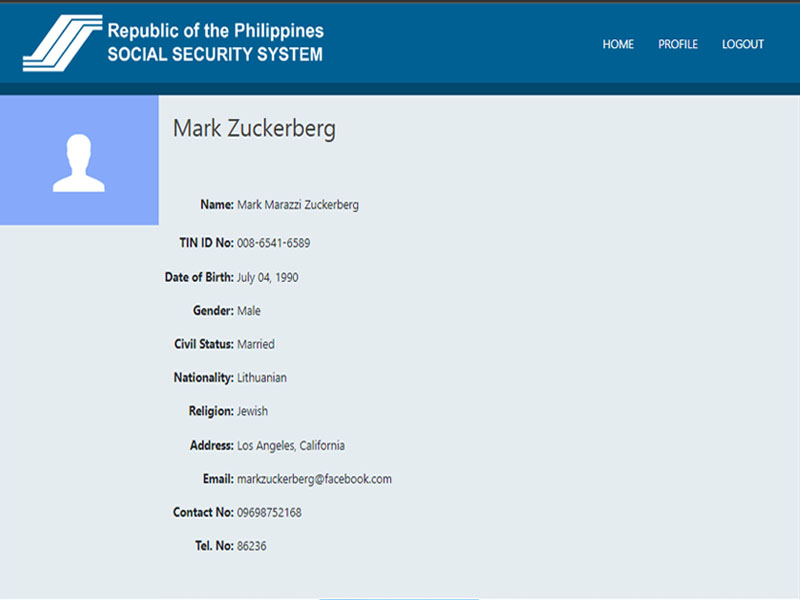 Republic of the Philippines
SOCIAL SECURITY SYSTEM
HOME PROFILE LOGOUT
Mark Zuckerberg
Name: Mark Marazzi Zuckerberg
TIN ID No: 008-6541-6589
Date of Birth: July 04, 1990
Gender: Male
Civil Status: Married
Nationality: Lithuanian
Religion: Jewish
Address: Los Angeles, California
Email: markzuckerberg@facebook.com
Contact No: 09698752168
Tel. No: 86236